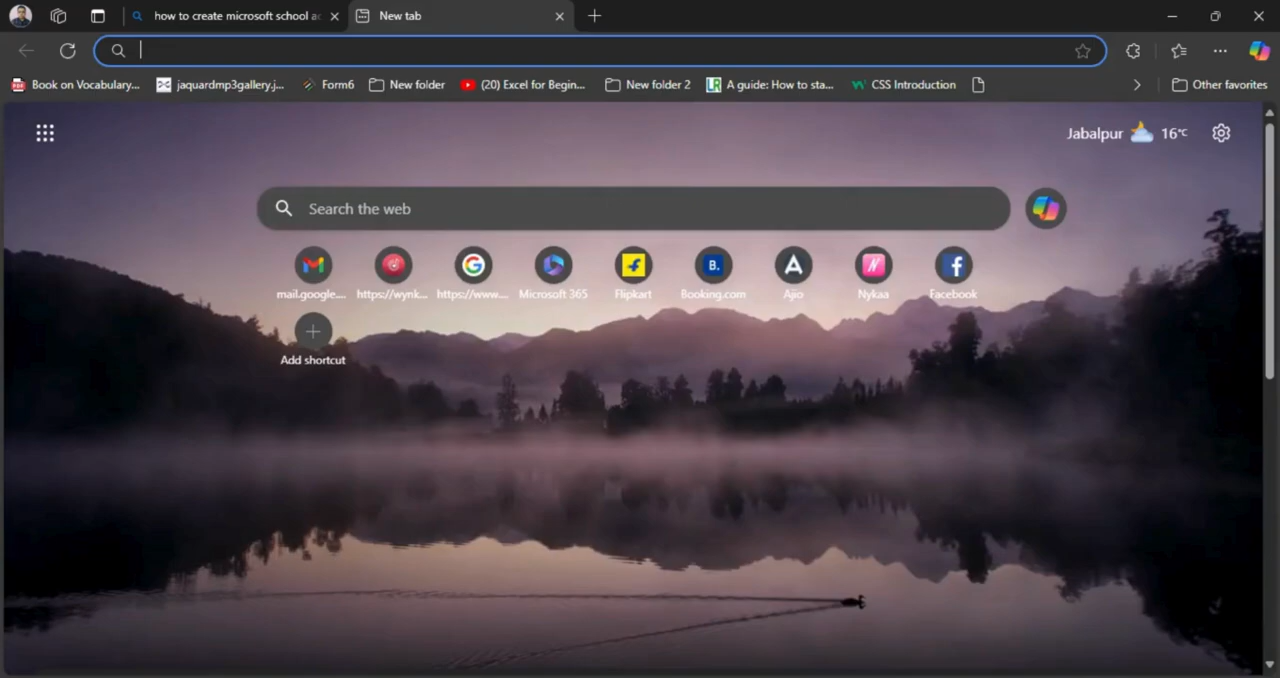 how to create microsoft school ac
New tab
Book on Vocabulary...
jaquardmp3gallery.j...
Form6
New folder
(20) Excel for Begin...
New folder 2
A guide: How to sta...
CSS Introduction
Other favorites
Jabalpur 16°C
Search the web
mail.google....
https://wynk...
https://www....
Microsoft 365
Flipkart
Booking.com
Ajio
Nykaa
Facebook
Add shortcut